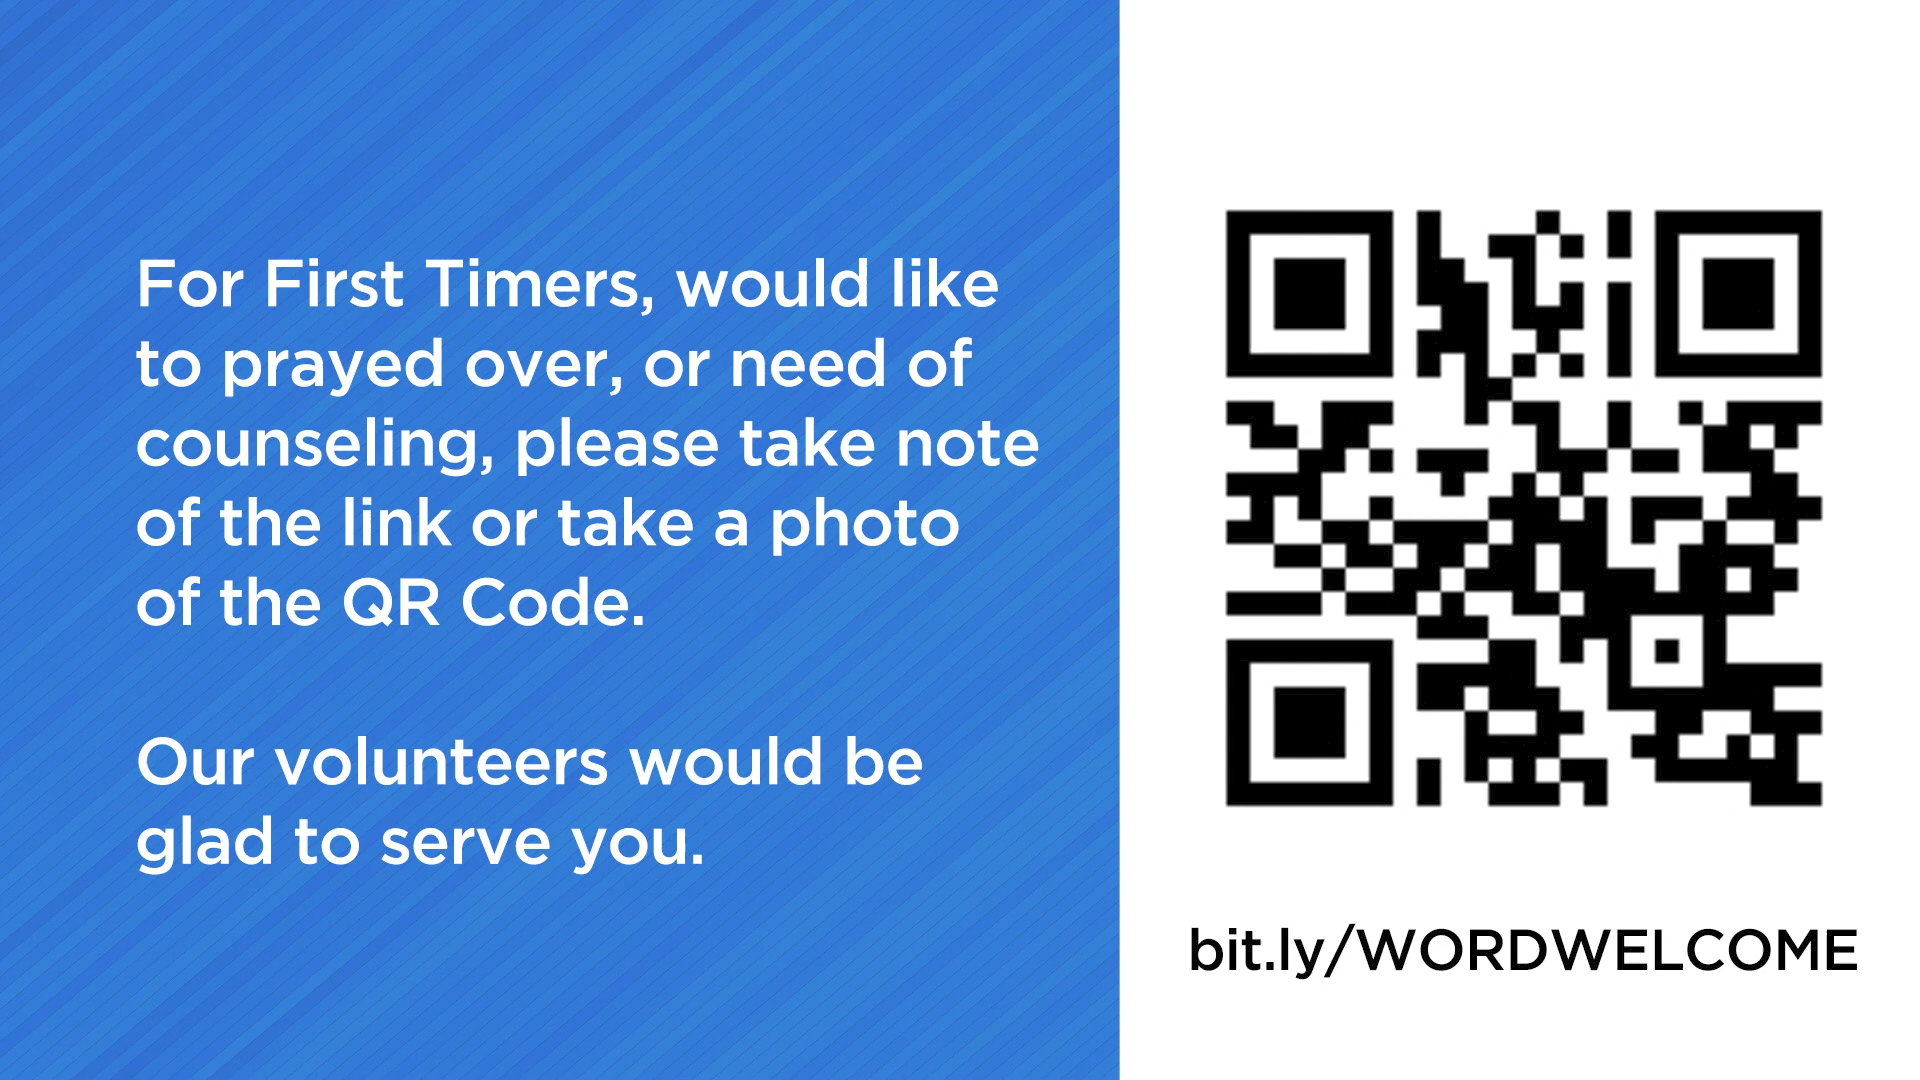 For First Timers, would like
to prayed over, or need of
counseling, please take note
of the link or take a photo
of the QR Code.
Our volunteers would be
glad to serve you.
bit.ly/WORDWELCOME